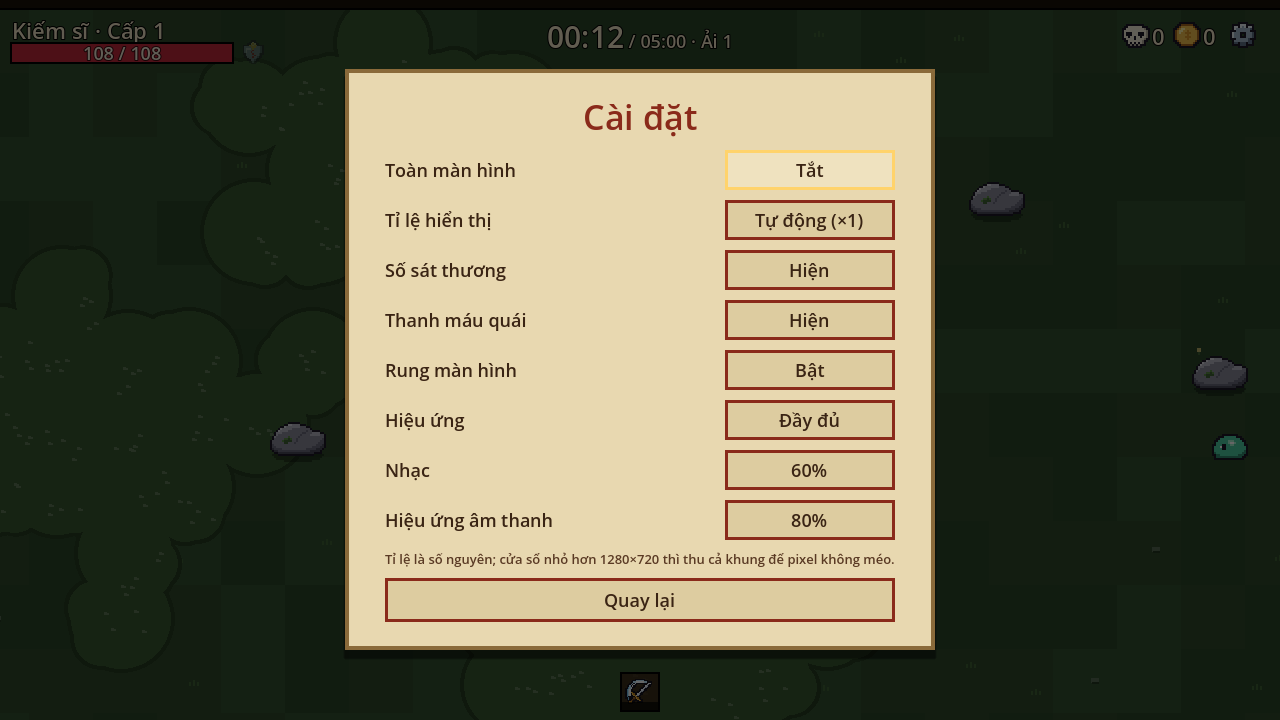 Kiếm sĩ · Cấp 1
108 / 108
00:12 / 05:00 · Ải 1
0
0
Cài đặt
Toàn màn hình
Tắt
Tỉ lệ hiển thị
Tự động (×1)
Số sát thương
Hiện
Thanh máu quái
Hiện
Rung màn hình
Bật
Hiệu ứng
Đầy đủ
Nhạc
60%
Hiệu ứng âm thanh
80%
Tỉ lệ là số nguyên; cửa sổ nhỏ hơn 1280×720 thì thu cả khung để pixel không méo.
Quay lại